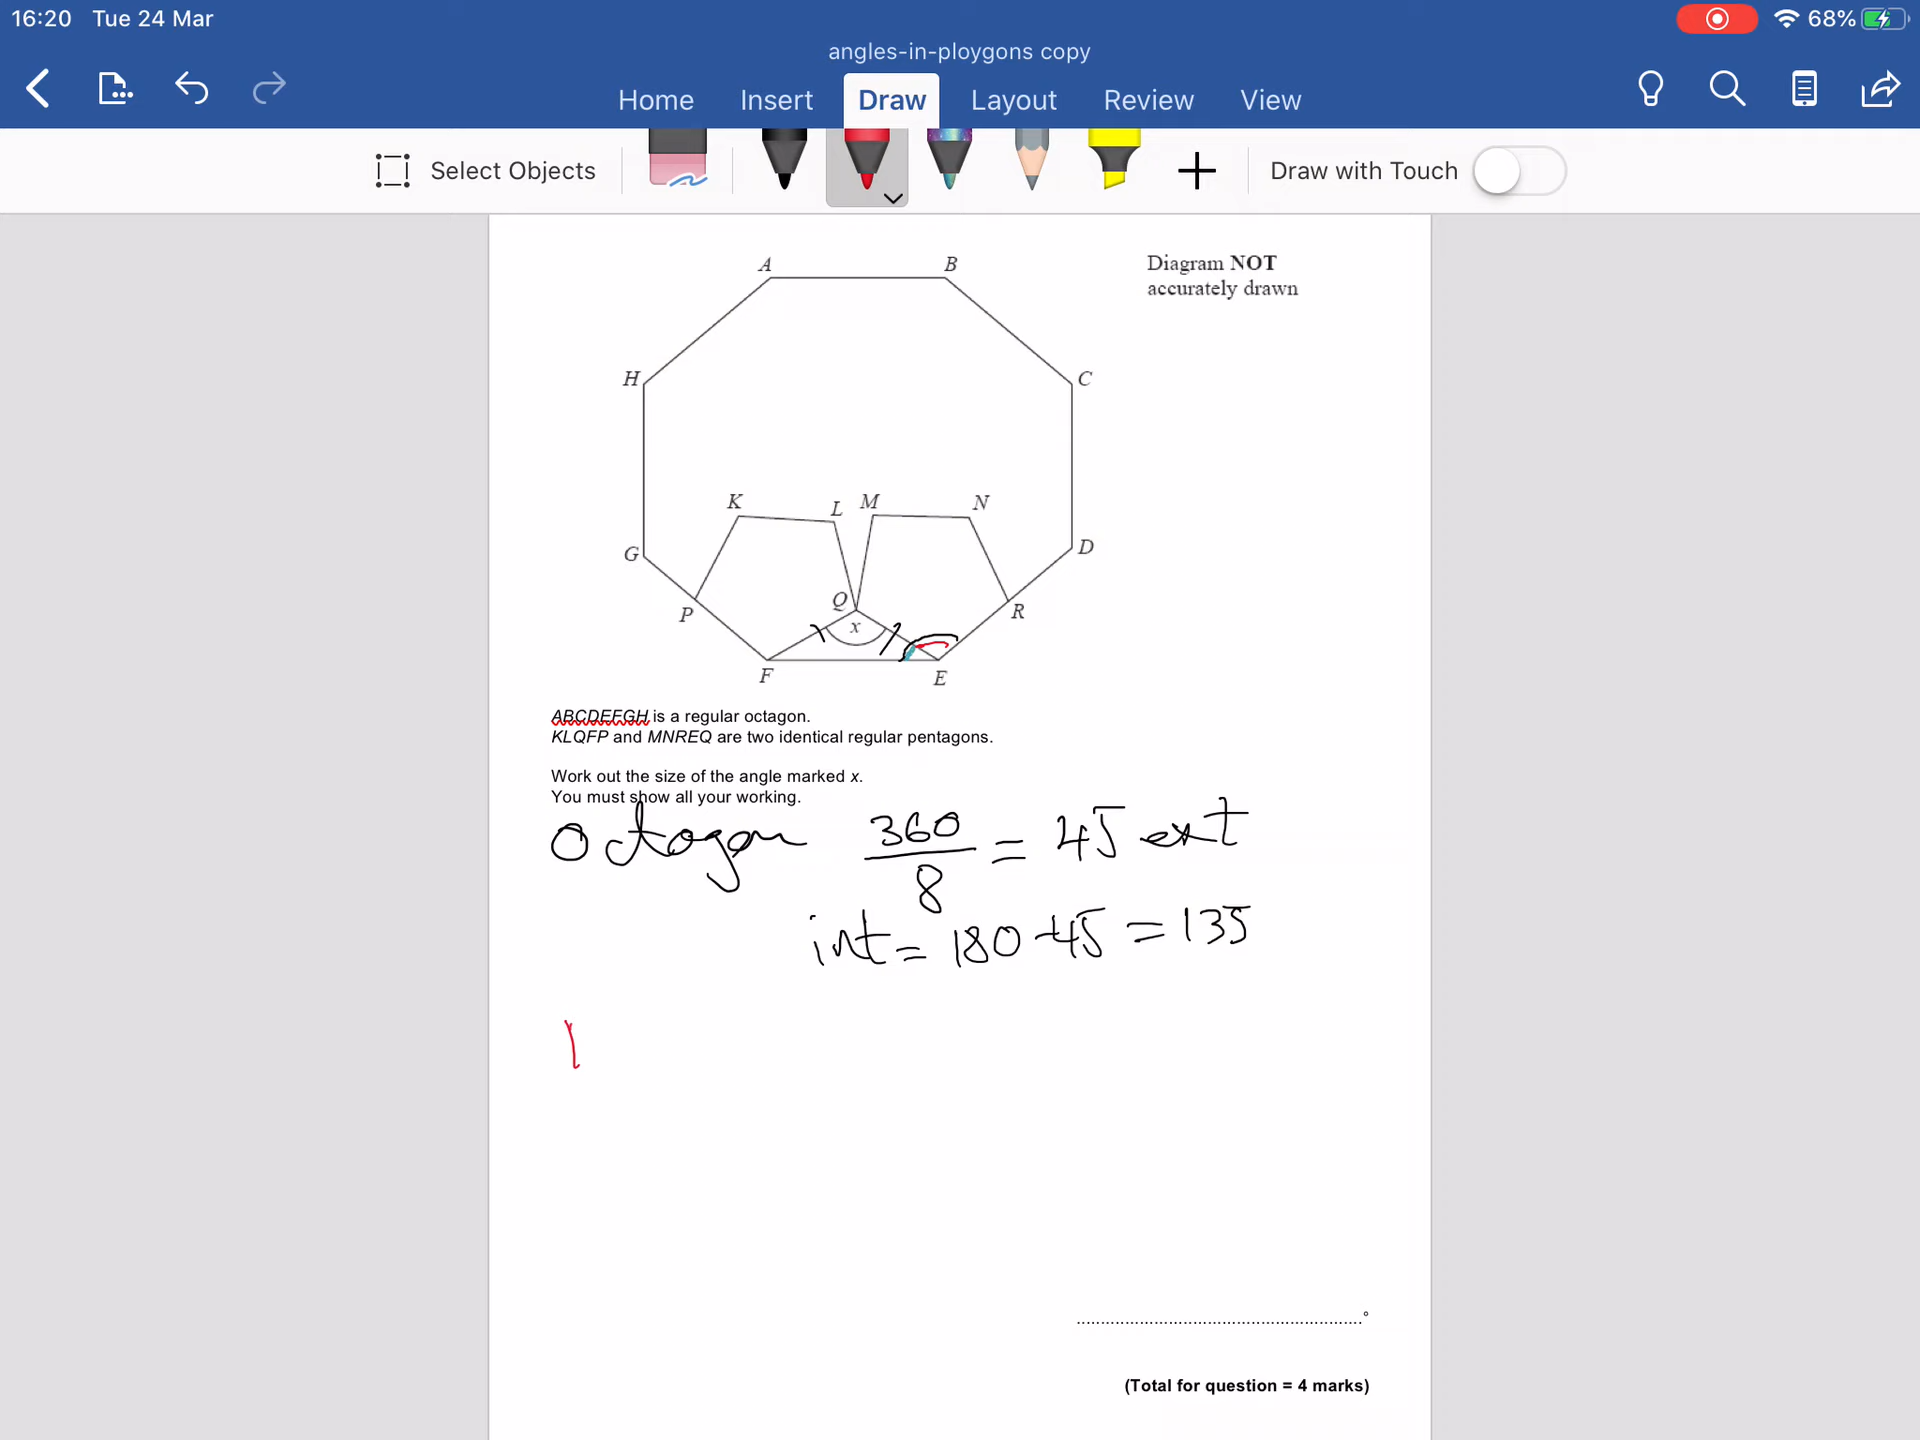 16:20 Tue 24 Mar
68%
angles-in-ploygons copy
Home Insert Draw Layout Review View
Select Objects
Draw with Touch
A B
Diagram NOT
accurately drawn
H C
K L M N
G D
Q
P R
x
F E
ABCDEFGH is a regular octagon.
KLQFP and MNREQ are two identical regular pentagons.
Work out the size of the angle marked x.
You must show all your working.
Octogon 360/8 = 45 ext
int = 180-45 = 135
....................................................°
(Total for question = 4 marks)